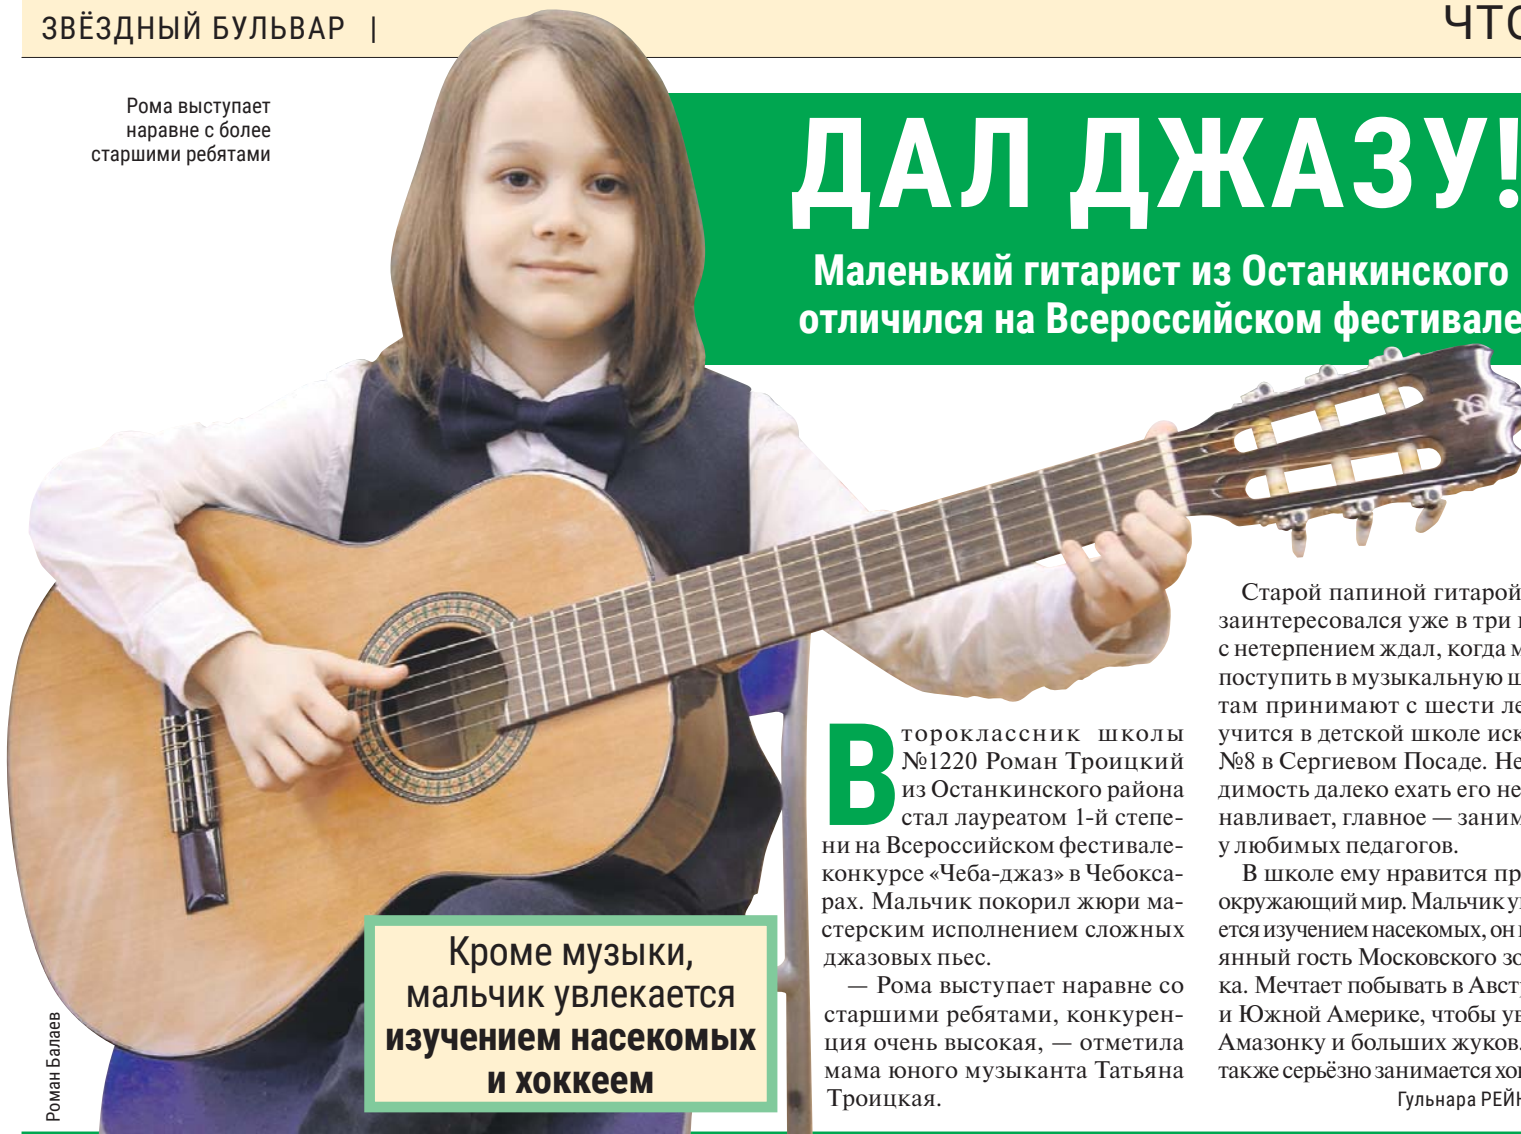 ЗВЁЗДНЫЙ БУЛЬВАР |
Рома выступает
наравне с более
старшими ребятами
ДАЛ ДЖАЗУ!
Маленький гитарист из Останкинского
отличился на Всероссийском фестивале
Второклассник школы
№1220 Роман Троицкий
из Останкинского района
стал лауреатом 1-й степе-
ни на Всероссийском фестивале-
конкурсе «Чеба-джаз» в Чебокса-
рах. Мальчик покорил жюри ма-
стерским исполнением сложных
джазовых пьес.
— Рома выступает наравне со
старшими ребятами, конкурен-
ция очень высокая, — отметила
мама юного музыканта Татьяна
Троицкая.
Старой папиной гитарой
заинтересовался уже в три
с нетерпением ждал, когда
поступить в музыкальную
там принимают с шести
учится в детской школе
№8 в Сергиевом Посаде.
димость далеко ехать его
навливает, главное —
у любимых педагогов.
В школе ему нравится
окружающий мир. Мальчик
ется изучением насекомых, он
янный гость Московского
ка. Мечтает побывать в
и Южной Америке, чтобы
Амазонку и больших жуков.
также серьёзно занимается
Гульнара
Кроме музыки,
мальчик увлекается
изучением насекомых
и хоккеем
Роман Балаев